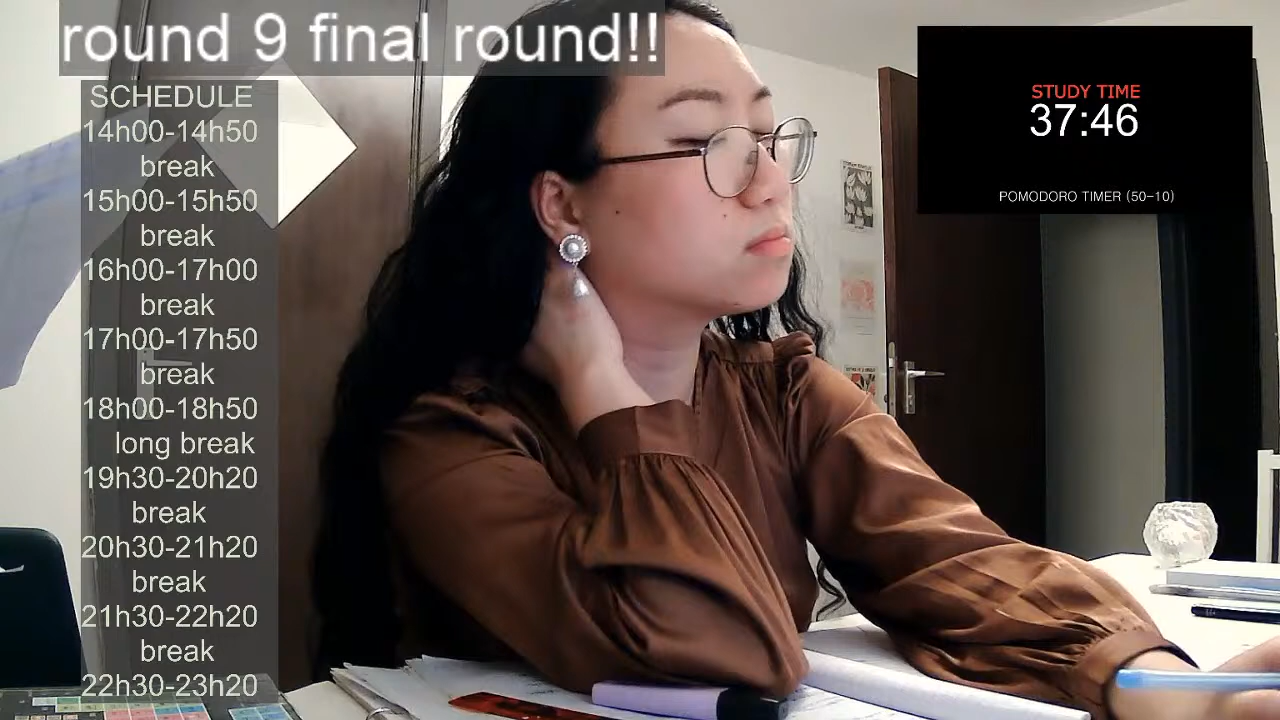 round 9 final round!!
SCHEDULE
14h00-14h50
break
15h00-15h50
break
16h00-17h00
break
17h00-17h50
break
18h00-18h50
long break
19h30-20h20
break
20h30-21h20
break
21h30-22h20
break
22h30-23h20
STUDY TIME
37:46
POMODORO TIMER (50-10)